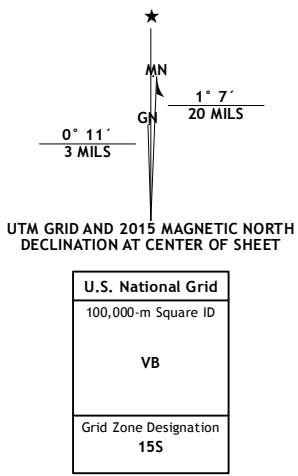 MN
1° 7´
20 MILS
GN
0° 11´
3 MILS
UTM GRID AND 2015 MAGNETIC NORTH
DECLINATION AT CENTER OF SHEET
U.S. National Grid
100,000-m Square ID
VB
Grid Zone Designation
15S